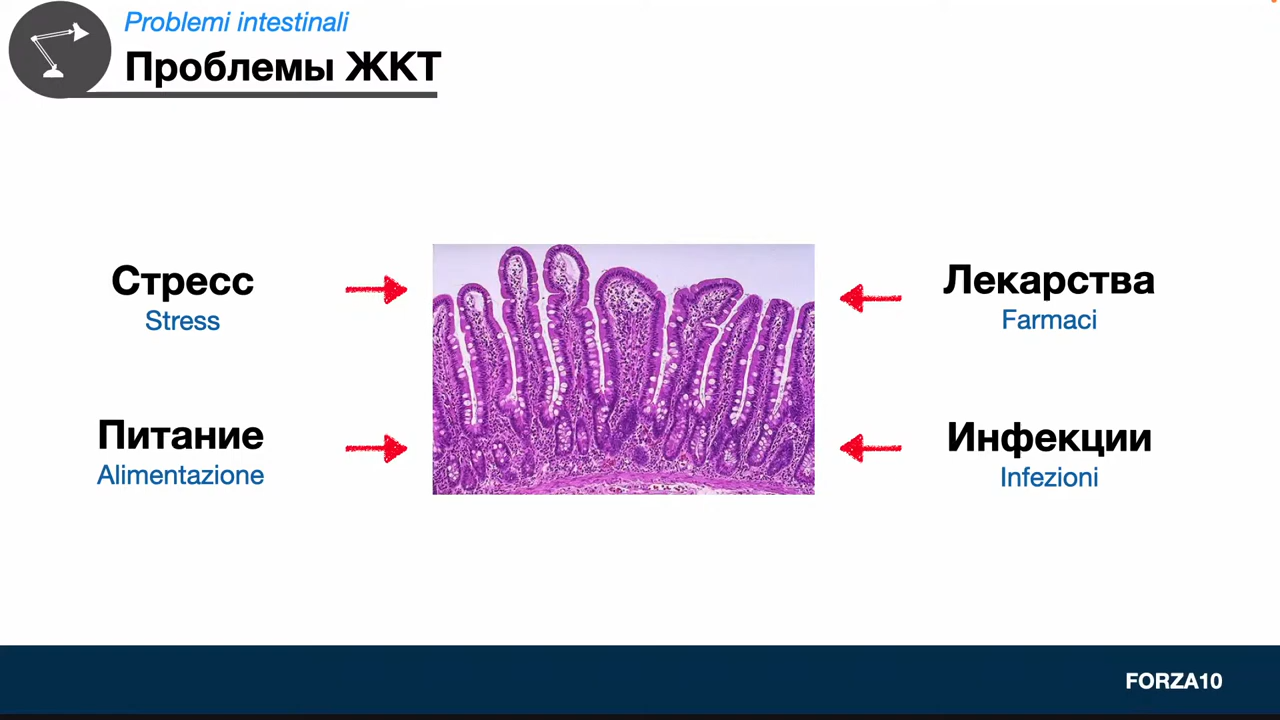 Problemi intestinali
Проблемы ЖКТ
Стресс
Stress
Лекарства
Farmaci
Питание
Alimentazione
Инфекции
Infezioni
FORZA10